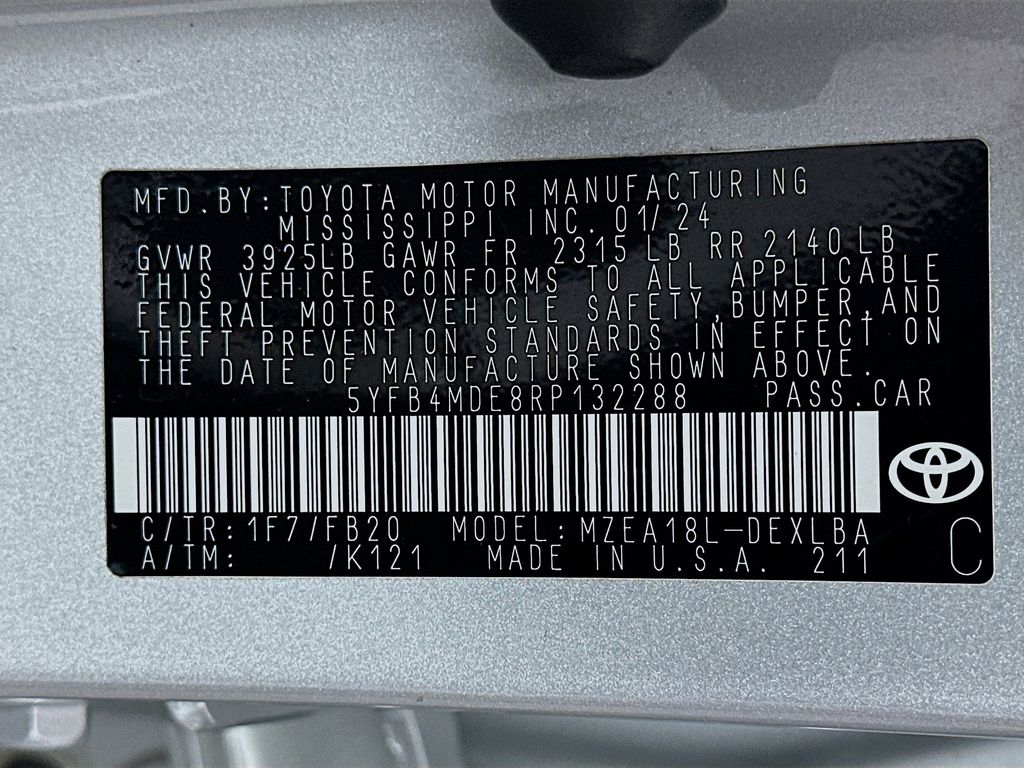 MFD.BY:TOYOTA MOTOR MANUFACTURING
MISSISSIPPI INC. 01/24
GVWR 3925LB GAWR FR 2315 LB RR 2140 LB
THIS VEHICLE CONFORMS TO ALL APPLICABLE
FEDERAL MOTOR VEHICLE SAFETY,BUMPER,AND
THEFT PREVENTION STANDARDS IN EFFECT ON
THE DATE OF MANUFACTURE SHOWN ABOVE.
5YFB4MDE8RP132288 PASS.CAR
C/TR:1F7/FB20 MODEL:MZEA18L-DEXLBA
A/TM: /K121 MADE IN U.S.A. 211
C